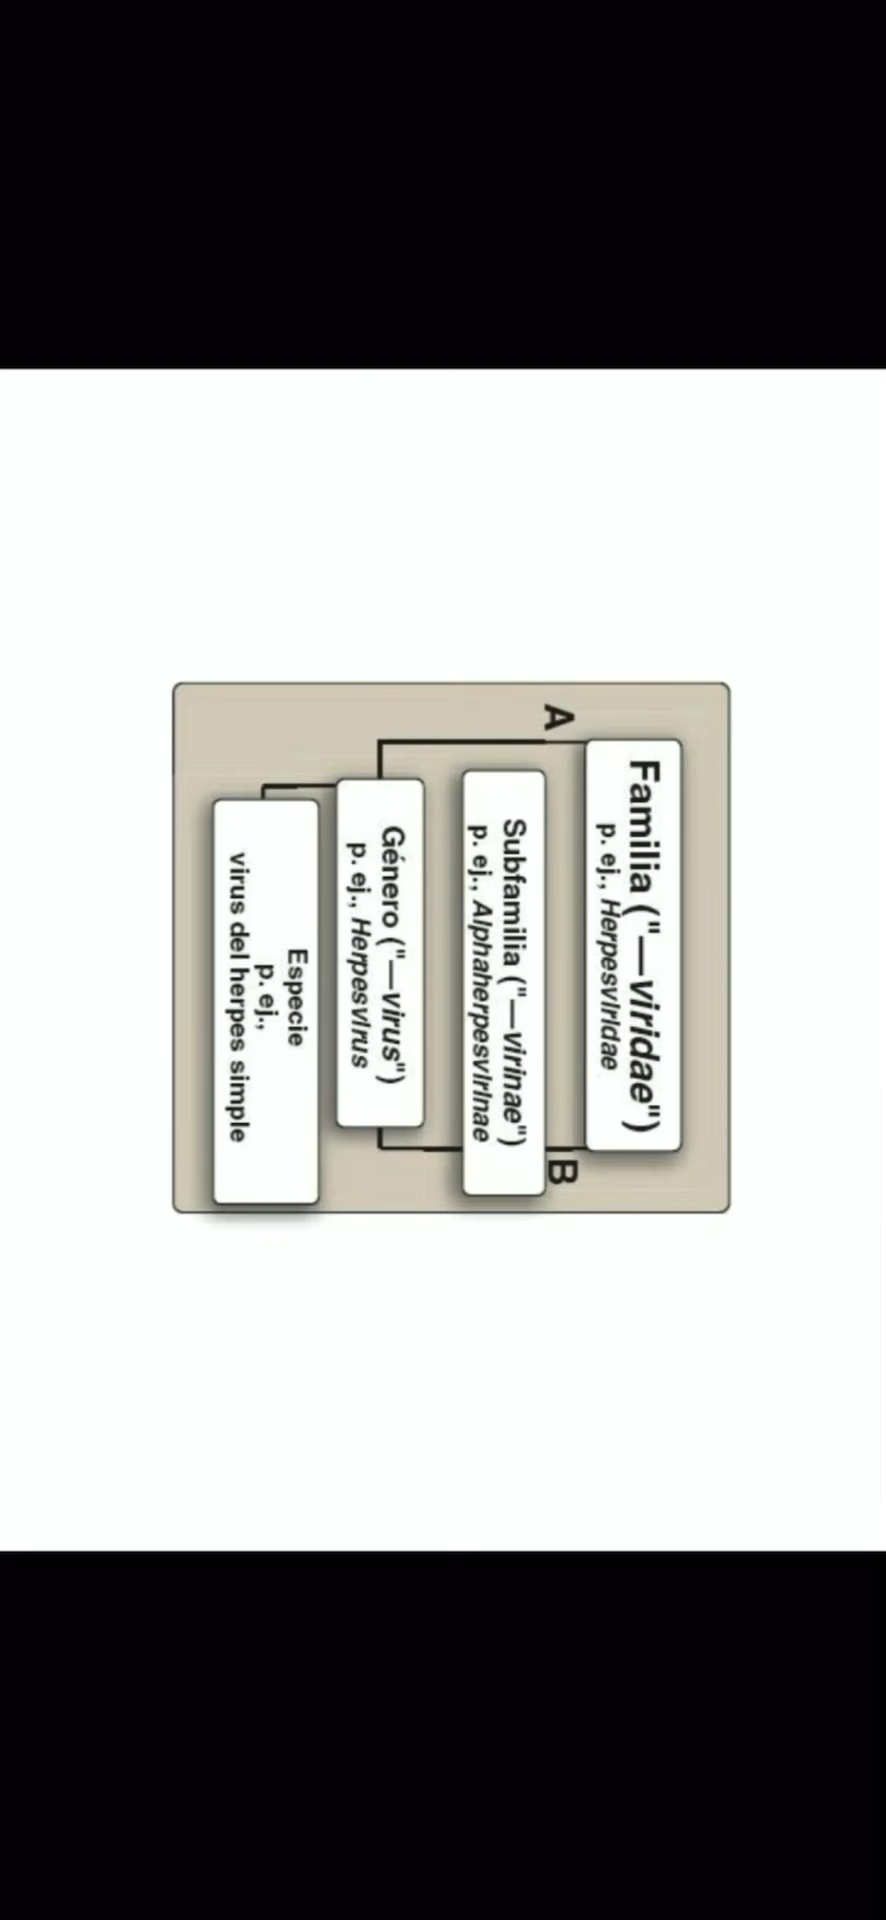 Familia ("—viridae")
p. ej., Herpesviridae
A
B
Subfamilia ("—virinae")
p. ej., Alphaherpesvirinae
Género ("—virus")
p. ej., Herpesvirus
Especie
p. ej.,
virus del herpes simple